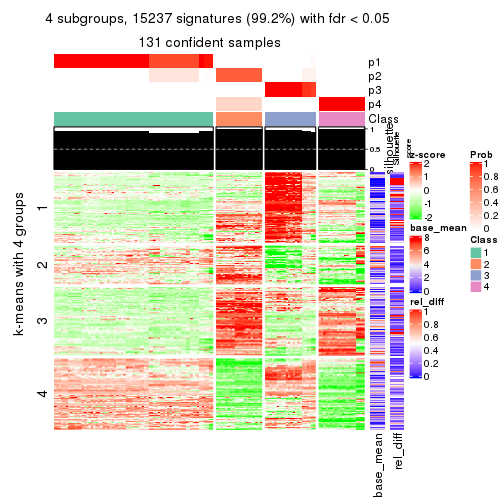 4 subgroups, 15237 signatures (99.2%) with fdr < 0.05
131 confident samples
p1
p2
p3
p4
Class
1
0.5
0
silhouette
Silhouette
score
k-means with 4 groups
1
2
3
4
base_mean
rel_diff
z-score
2
1
0
-1
-2
base_mean
8
6
4
2
0
rel_diff
1
0.8
0.6
0.4
0.2
0
Prob
1
0.8
0.6
0.4
0.2
0
Class
1
2
3
4